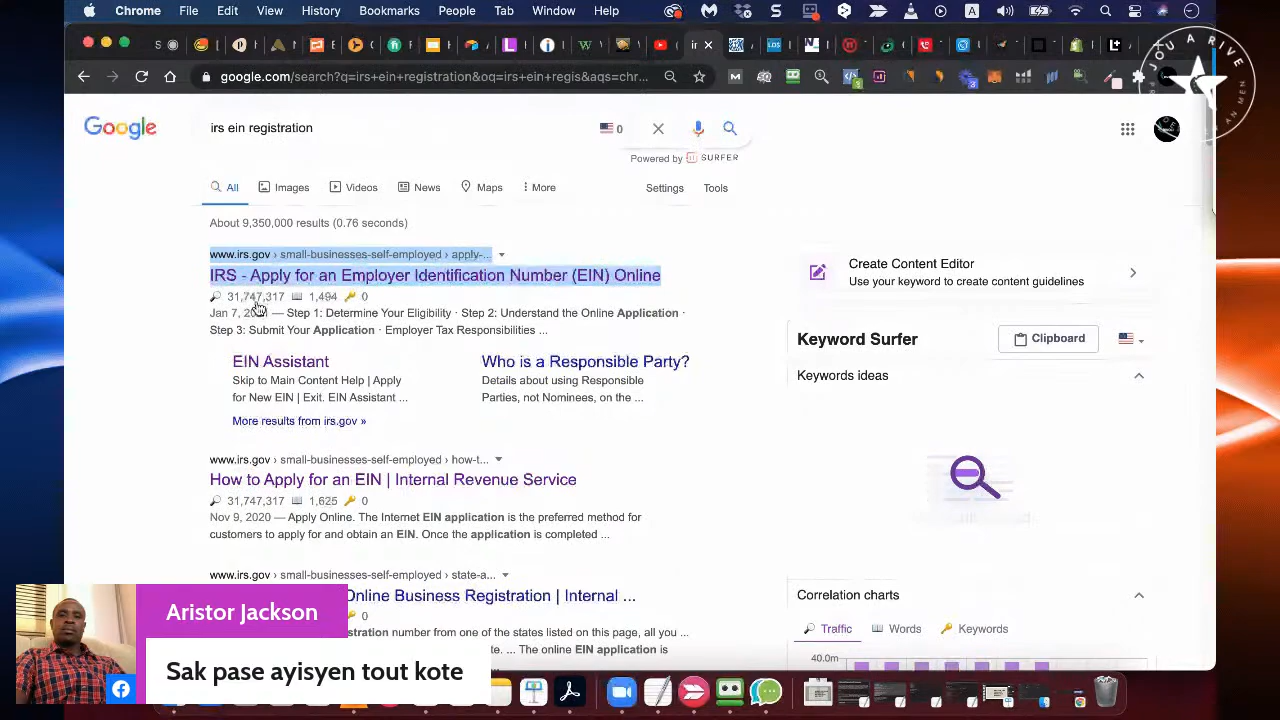 Chrome File Edit View History Bookmarks People Tab Window Help
google.com/search?q=irs+ein+registration&oq=irs+ein+regis&aqs=chr...
Google
irs ein registration
0
Powered by SURFER
All Images Videos News Maps More Settings Tools
About 9,350,000 results (0.76 seconds)
www.irs.gov › small-businesses-self-employed › apply-...
IRS - Apply for an Employer Identification Number (EIN) Online
31,747,317 1,494 0
Jan 7, — Step 1: Determine Your Eligibility · Step 2: Understand the Online Application ·
Step 3: Submit Your Application · Employer Tax Responsibilities ...
EIN Assistant
Skip to Main Content Help | Apply
for New EIN | Exit. EIN Assistant ...
Who is a Responsible Party?
Details about using Responsible
Parties, not Nominees, on the ...
More results from irs.gov »
www.irs.gov › small-businesses-self-employed › how-t...
How to Apply for an EIN | Internal Revenue Service
31,747,317 1,625 0
Nov 9, 2020 — Apply Online. The Internet EIN application is the preferred method for
customers to apply for and obtain an EIN. Once the application is completed ...
www.irs.gov › small-businesses-self-employed › state-a...
Online Business Registration | Internal ...
0
number from one of the states listed on this page, all you ...
The online EIN application is
Create Content Editor
Use your keyword to create content guidelines
Keyword Surfer
Clipboard
Keywords ideas
Correlation charts
Traffic Words Keywords
40.0m
Aristor Jackson
Sak pase ayisyen tout kote